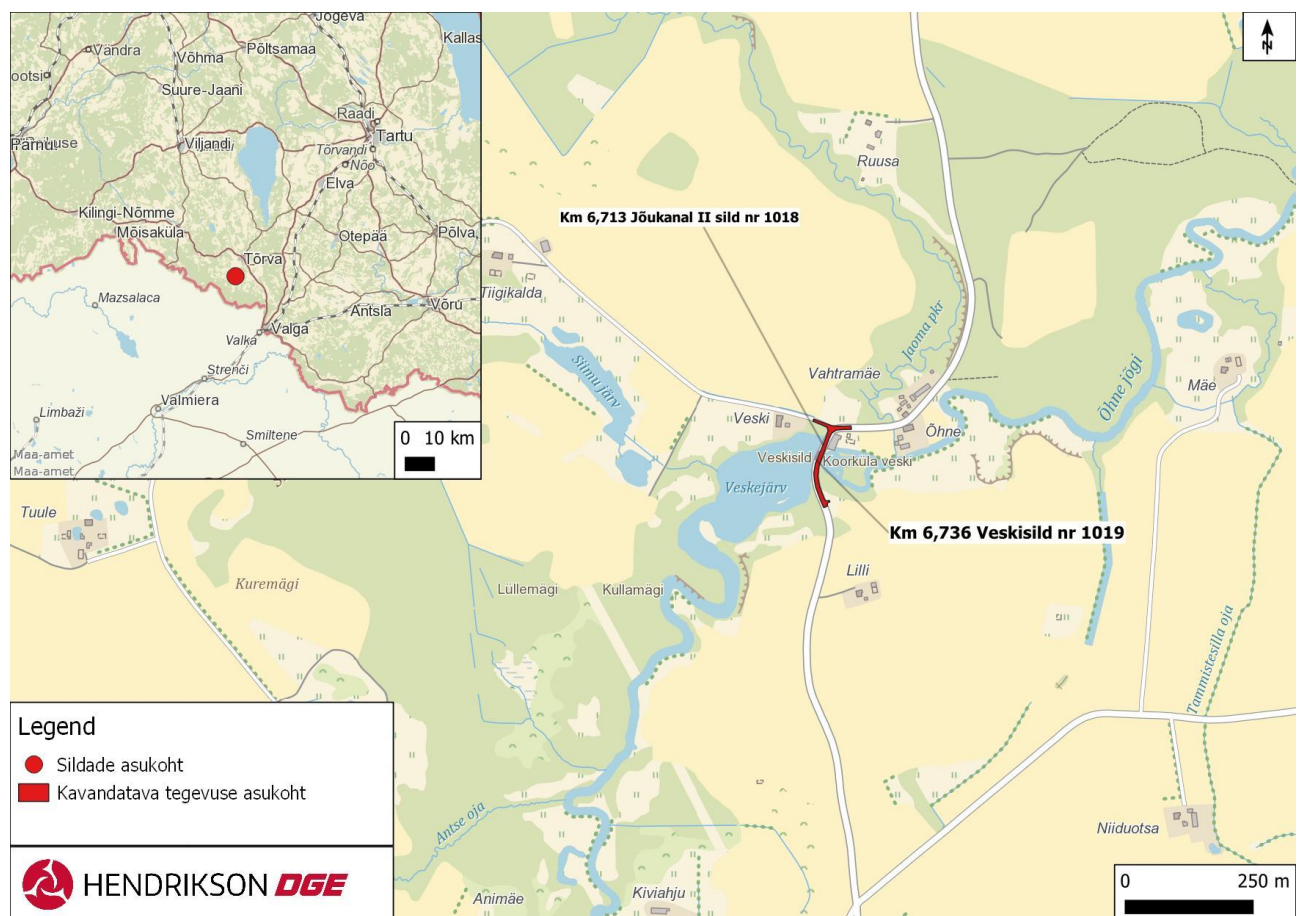 Jõgeva
Kallas
Vändra
Võhma
Põltsamaa
ootsi
Suure-Jaani
Raadi
Tartu
Viljandi
Tõrvandi
Nõo
Elva
Kilingi-Nõmme
Mõisaküla
Otepää
Põlva
Tõrva
Mazsalaca
Antsla
Võru
Valga
Valka
Strenči
Valmiera
Limbaži
Smiltene
Maa-amet
Maa-amet
0 10 km
N
Ruusa
Km 6,713 Jõukanal II sild nr 1018
Tiigikalda
Jaoma pkr
Õhne jõgi
Siimu järv
Vahtramäe
Mäe
Veski
Õhne
Veskisild
Koorküla veski
Veskejärv
Tuule
Km 6,736 Veskisild nr 1019
Kuremägi
Lüllemägi
Küllamägi
Lilli
Tammistesilla oja
Legend
Sildade asukoht
Kavandatava tegevuse asukoht
Antse oja
Niiduotsa
HENDRIKSON DGE
Animäe
Kiviahju
0 250 m